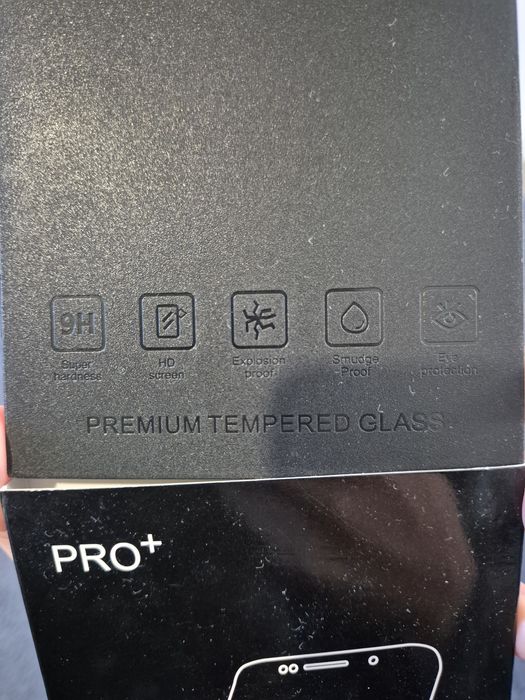 9H
Super
hardness
HD
screen
Explosion
proof
Smudge
Proof
Eye
protection
PREMIUM TEMPERED GLASS
PRO+